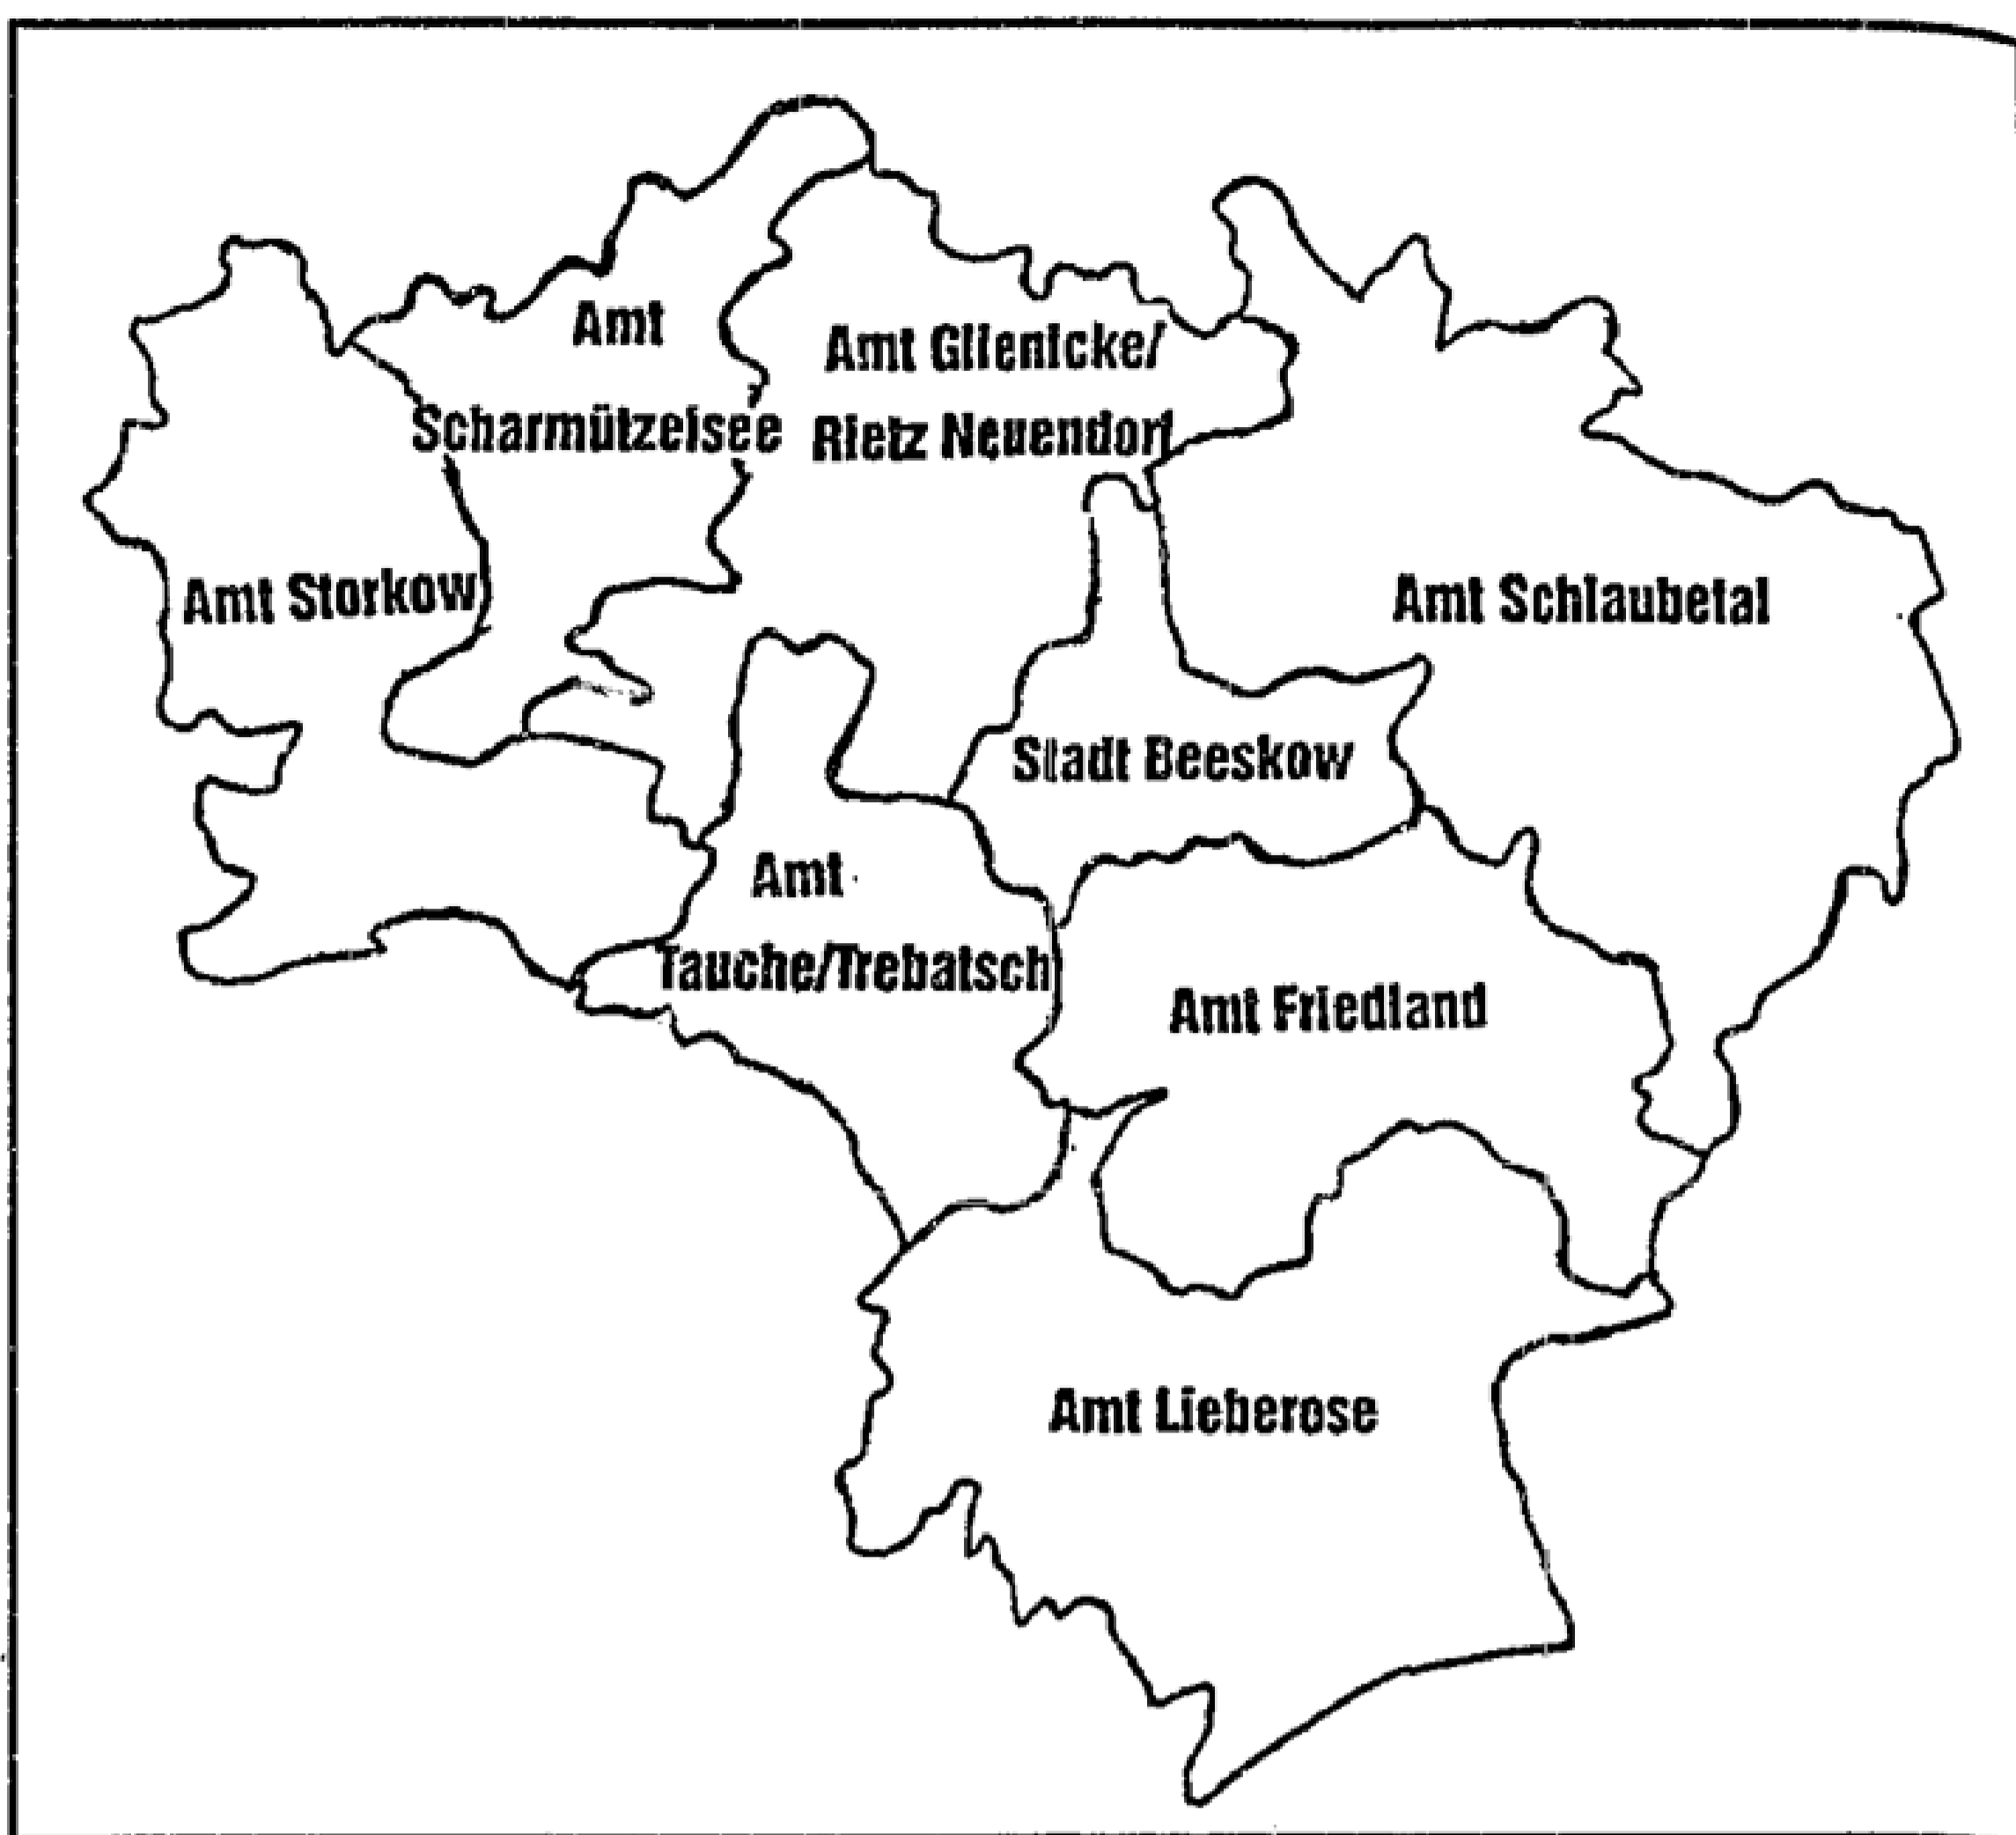 Amt
Scharmützelsee
Amt Glienicke/
Rietz Neuendorf
Amt Storkow
Amt Schlaubetal
Stadt Beeskow
Amt
Tauche/Trebatsch
Amt Friedland
Amt Lieberose